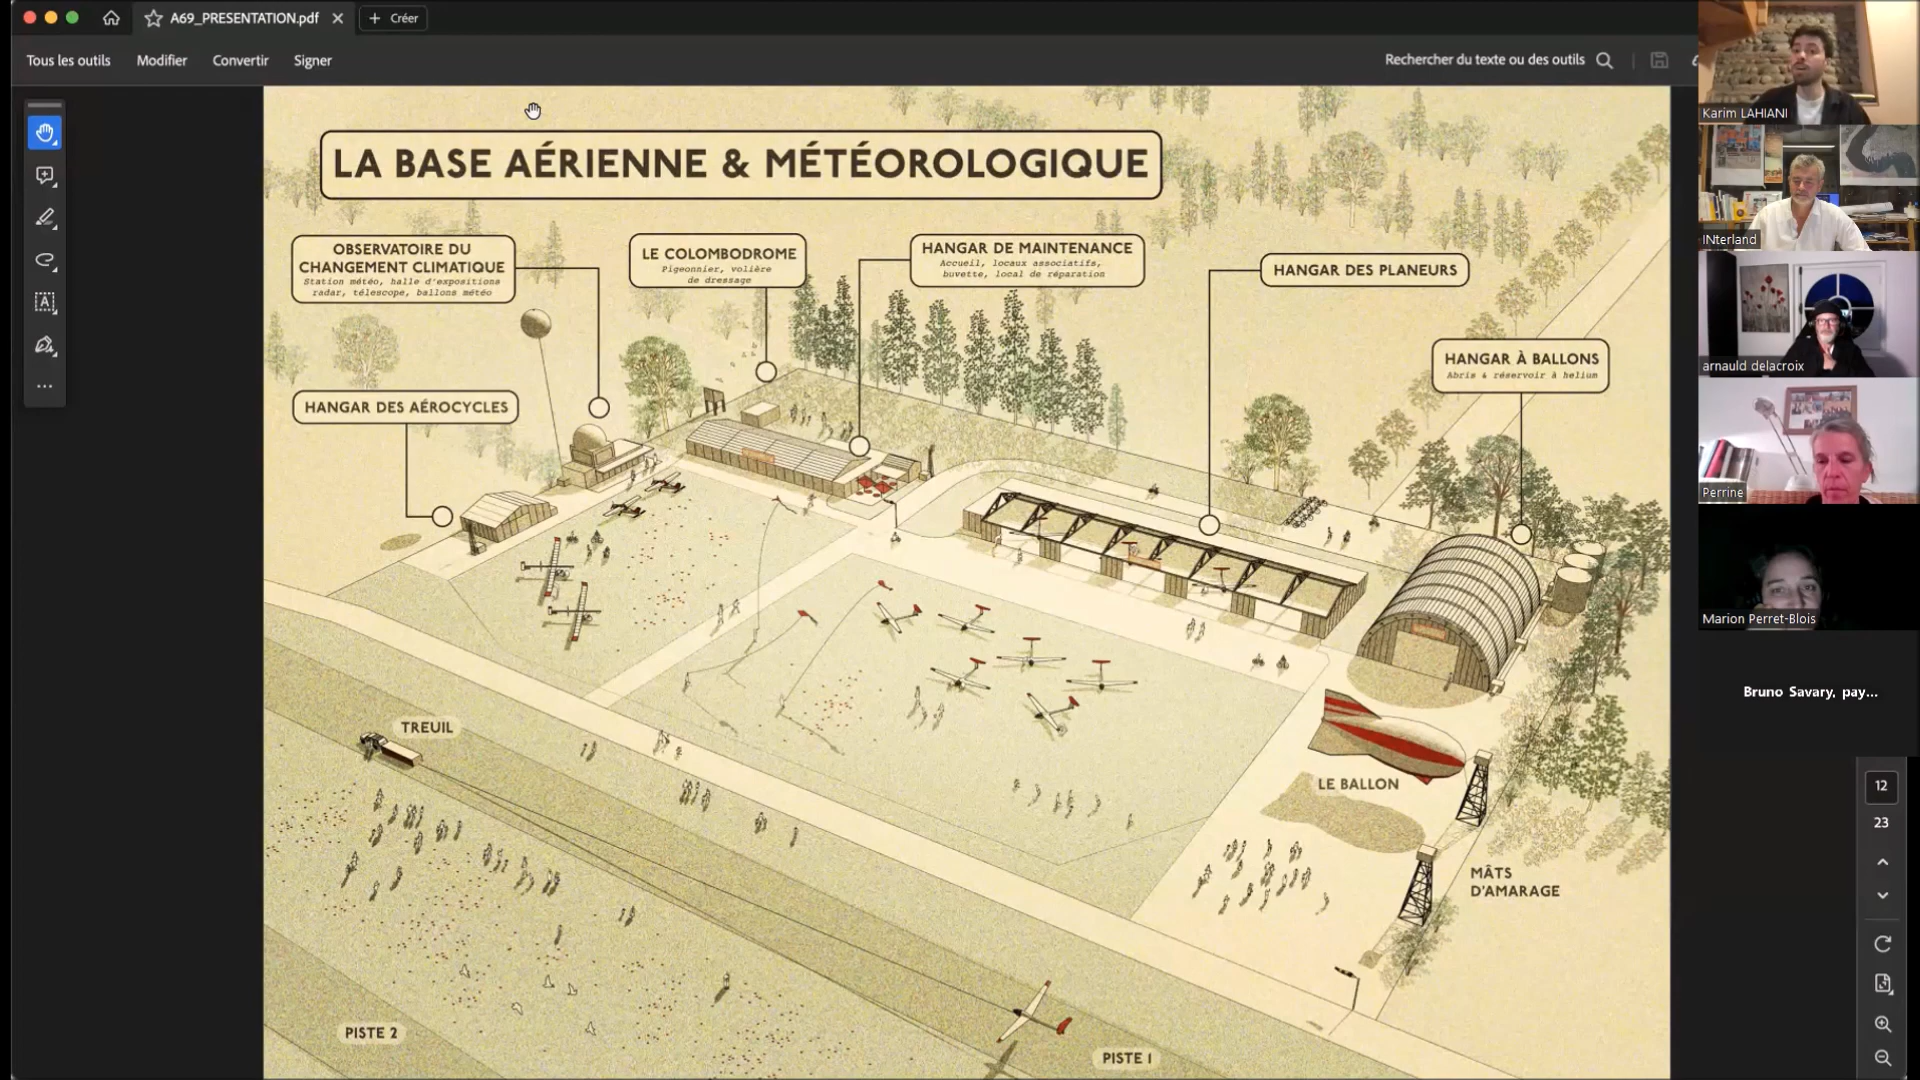 A69_PRESENTATION.pdf
Créer
Tous les outils
Modifier
Convertir
Signer
Rechercher du texte ou des outils
LA BASE AÉRIENNE & MÉTÉOROLOGIQUE
OBSERVATOIRE DU
CHANGEMENT CLIMATIQUE
Station météo, halle d'expositions
radar, télescope, ballons météo
LE COLOMBODROME
Pigeonnier, volière
de dressage
HANGAR DE MAINTENANCE
Accueil, locaux associatifs,
buvette, local de réparation
HANGAR DES PLANEURS
HANGAR À BALLONS
Abris & réservoir à helium
HANGAR DES AÉROCYCLES
TREUIL
LE BALLON
MÂTS
D'AMARAGE
PISTE 2
PISTE 1
Karim LAHIANI
INterland
arnauld delacroix
Perrine
Marion Perret-Blois
Bruno Savary, pay...
12
23